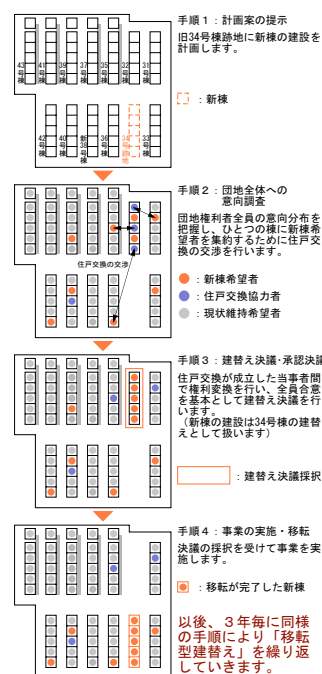 手順1：計画案の提示
旧34号棟跡地に新棟の建設を
計画します。
43号棟
41号棟
39号棟
37号棟
35号棟
32号棟
31号棟
：新棟
42号棟
40号棟
新38号棟
36号棟
34号棟跡地
33号棟
手順2：団地全体への
意向調査
団地権利者全員の意向分布を
把握し、ひとつの棟に新棟希
望者を集約するために住戸交
換の交渉を行います。
住戸交換の交渉
：新棟希望者
：住戸交換協力者
：現状維持希望者
手順3：建替え決議･承認決議
住戸交換が成立した当事者間
で権利変換を行い、全員合意
を基本として建替え決議を行
います。
（新棟の建設は34号棟の建替
えとして扱います）
：建替え決議採択
手順4：事業の実施・移転
決議の採択を受けて事業を実
施します。
：移転が完了した新棟
以後、３年毎に同様
の手順により「移転
型建替え」を繰り返
していきます。